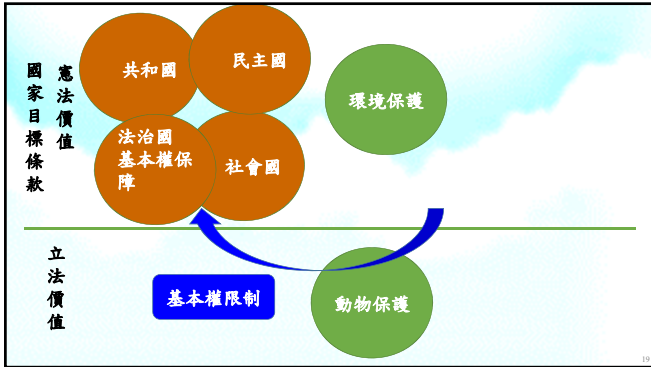 國家目標條款
憲法價值
共和國
民主國
環境保護
法治國
基本權保
障
社會國
立法價值
基本權限制
動物保護
19